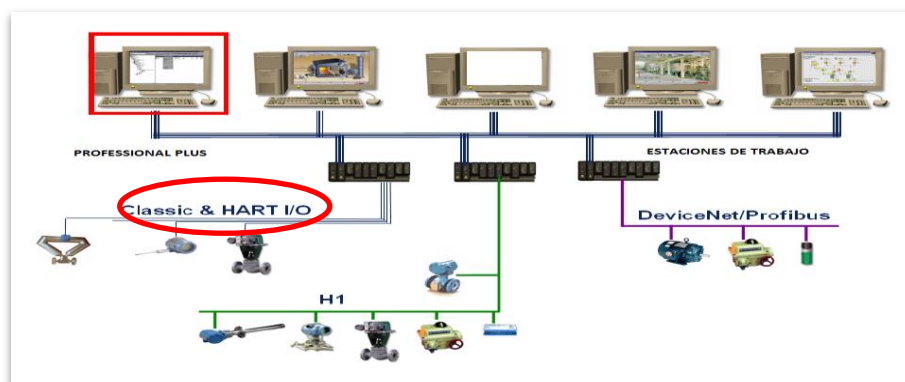 PROFESSIONAL PLUS
ESTACIONES DE TRABAJO
Classic & HART I/O
DeviceNet/Profibus
H1